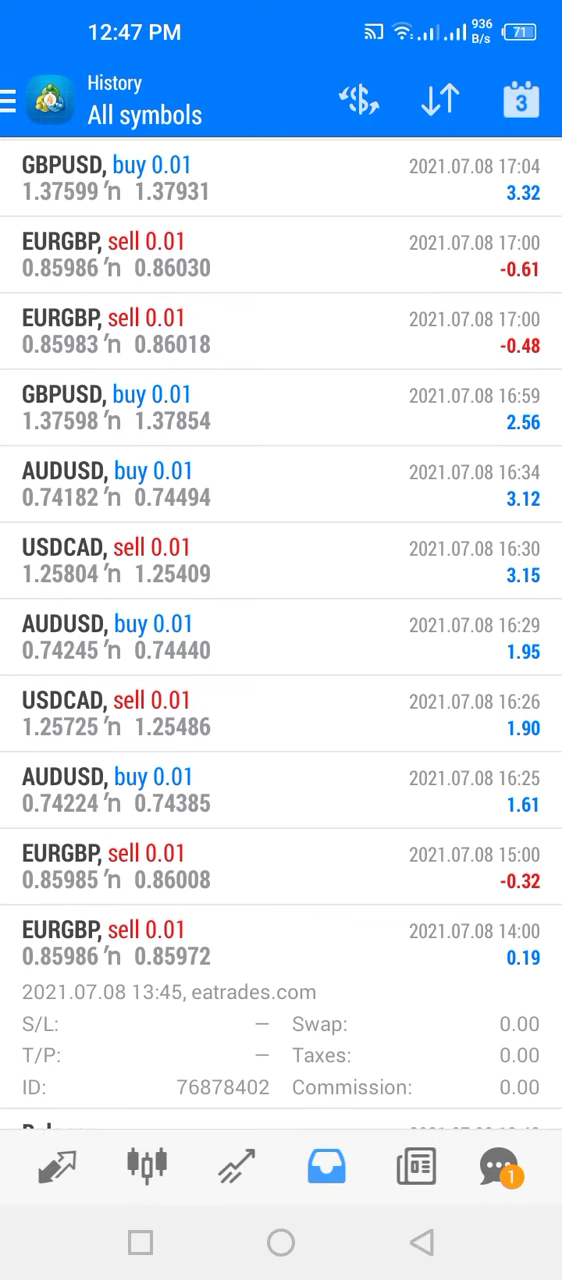 12:47 PM
936
B/s
71
History
All symbols
3
GBPUSD, buy 0.01
2021.07.08 17:04
1.37599 'n 1.37931
3.32
EURGBP, sell 0.01
2021.07.08 17:00
0.85986 'n 0.86030
-0.61
EURGBP, sell 0.01
2021.07.08 17:00
0.85983 'n 0.86018
-0.48
GBPUSD, buy 0.01
2021.07.08 16:59
1.37598 'n 1.37854
2.56
AUDUSD, buy 0.01
2021.07.08 16:34
0.74182 'n 0.74494
3.12
USDCAD, sell 0.01
2021.07.08 16:30
1.25804 'n 1.25409
3.15
AUDUSD, buy 0.01
2021.07.08 16:29
0.74245 'n 0.74440
1.95
USDCAD, sell 0.01
2021.07.08 16:26
1.25725 'n 1.25486
1.90
AUDUSD, buy 0.01
2021.07.08 16:25
0.74224 'n 0.74385
1.61
EURGBP, sell 0.01
2021.07.08 15:00
0.85985 'n 0.86008
-0.32
EURGBP, sell 0.01
2021.07.08 14:00
0.85986 'n 0.85972
0.19
2021.07.08 13:45, eatrades.com
S/L: – Swap: 0.00
T/P: – Taxes: 0.00
ID: 76878402 Commission: 0.00
1